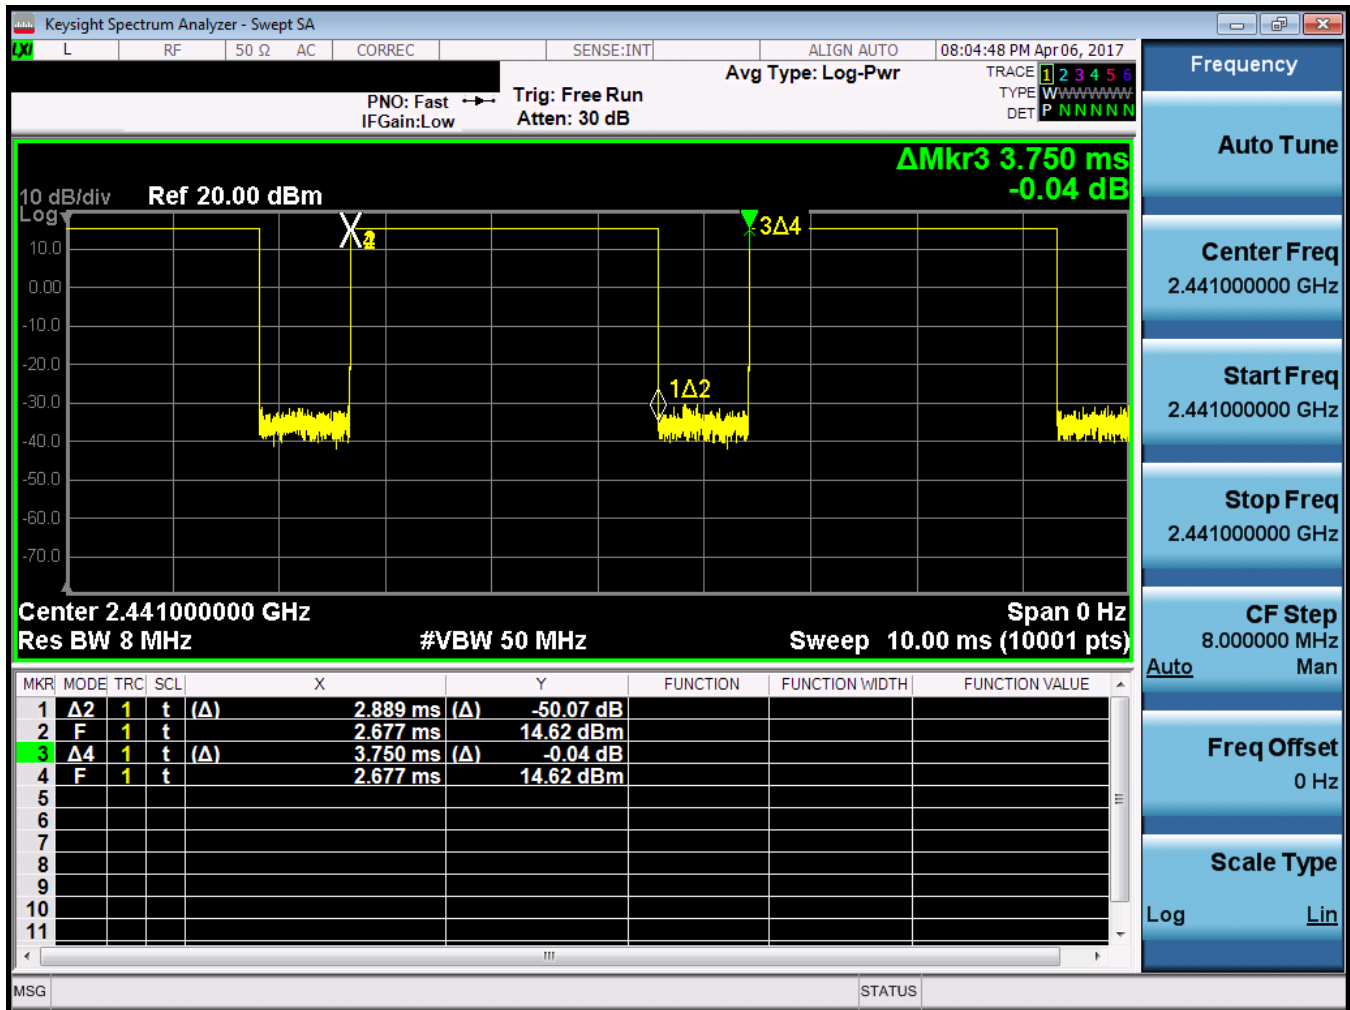 Keysight Spectrum Analyzer - Swept SA
LXI L RF 50 Ω AC CORREC SENSE:INT ALIGN AUTO 08:04:48 PM Apr 06, 2017
Avg Type: Log-Pwr
TRACE 1 2 3 4 5 6
TYPE WWWWWWW
DET P N N N N N
PNO: Fast
IFGain:Low
Trig: Free Run
Atten: 30 dB
ΔMkr3 3.750 ms
-0.04 dB
10 dB/div Ref 20.00 dBm
Log
10.0
0.00
-10.0
-20.0
-30.0
-40.0
-50.0
-60.0
-70.0
3Δ4
1Δ2
Center 2.441000000 GHz Span 0 Hz
Res BW 8 MHz #VBW 50 MHz Sweep 10.00 ms (10001 pts)
MKR MODE TRC SCL X Y FUNCTION FUNCTION WIDTH FUNCTION VALUE
1 Δ2 1 t (Δ) 2.889 ms (Δ) -50.07 dB
2 F 1 t 2.677 ms 14.62 dBm
3 Δ4 1 t (Δ) 3.750 ms (Δ) -0.04 dB
4 F 1 t 2.677 ms 14.62 dBm
5
6
7
8
9
10
11
MSG STATUS
Frequency
Auto Tune
Center Freq
2.441000000 GHz
Start Freq
2.441000000 GHz
Stop Freq
2.441000000 GHz
CF Step
8.000000 MHz
Auto Man
Freq Offset
0 Hz
Scale Type
Log Lin